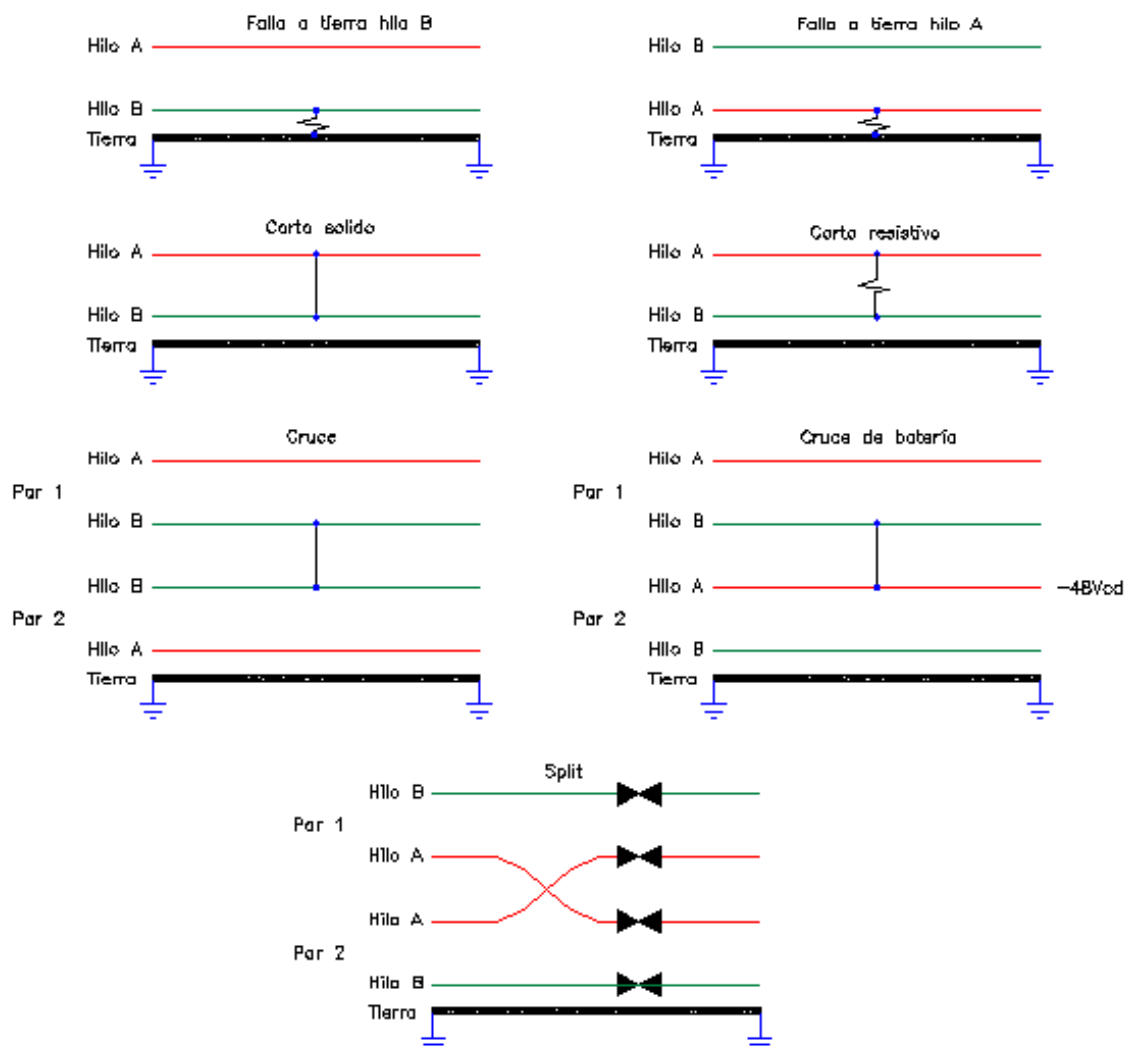 Falla a tierra hilo B
Hilo A
Hilo B
Tierra
Falla a tierra hilo A
Hilo B
Hilo A
Tierra
Corto solido
Hilo A
Hilo B
Tierra
Corto resistivo
Hilo A
Hilo B
Tierra
Cruce
Hilo A
Par 1
Hilo B
Hilo B
Par 2
Hilo A
Tierra
Cruce de batería
Hilo A
Par 1
Hilo B
Hilo A
-48Vcd
Par 2
Hilo B
Tierra
Split
Hilo B
Par 1
Hilo A
Hilo A
Par 2
Hilo B
Tierra